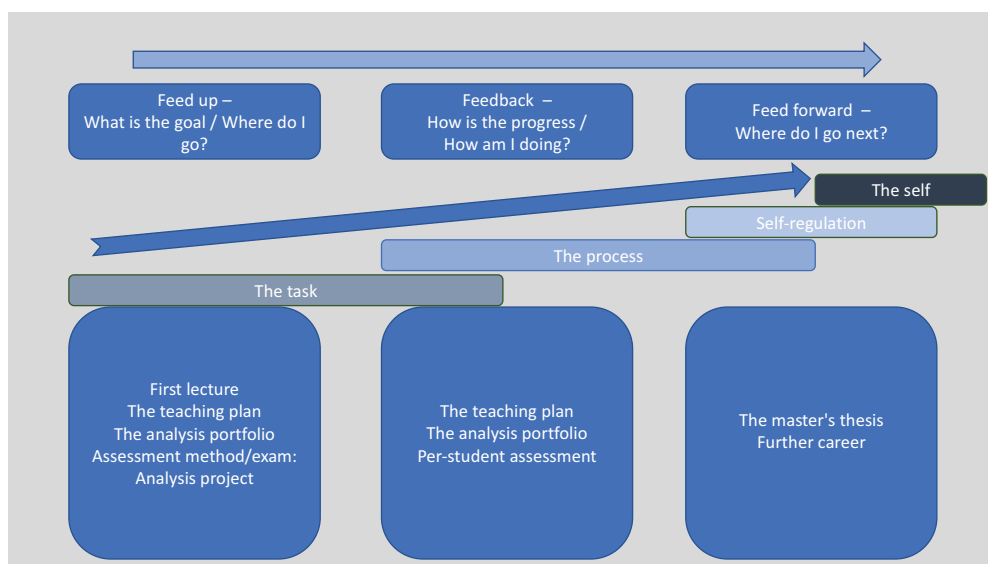 Feed up –
What is the goal / Where do I
go?
Feedback –
How is the progress /
How am I doing?
Feed forward –
Where do I go next?
The self
Self-regulation
The process
The task
First lecture
The teaching plan
The analysis portfolio
Assessment method/exam:
Analysis project
The teaching plan
The analysis portfolio
Per-student assessment
The master's thesis
Further career